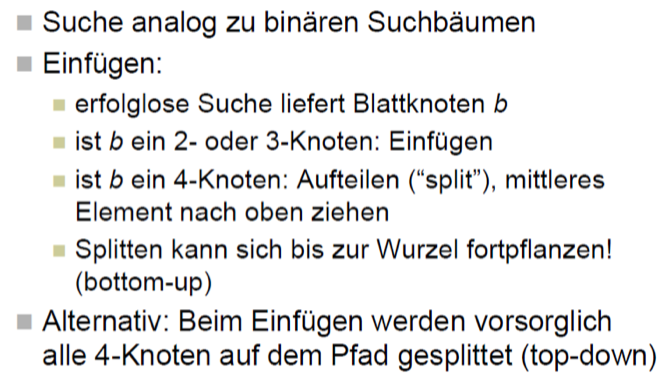 Suche analog zu binären Suchbäumen
Einfügen:
erfolglose Suche liefert Blattknoten b
ist b ein 2- oder 3-Knoten: Einfügen
ist b ein 4-Knoten: Aufteilen (“split”), mittleres
Element nach oben ziehen
Splitten kann sich bis zur Wurzel fortpflanzen!
(bottom-up)
Alternativ: Beim Einfügen werden vorsorglich
alle 4-Knoten auf dem Pfad gesplittet (top-down)